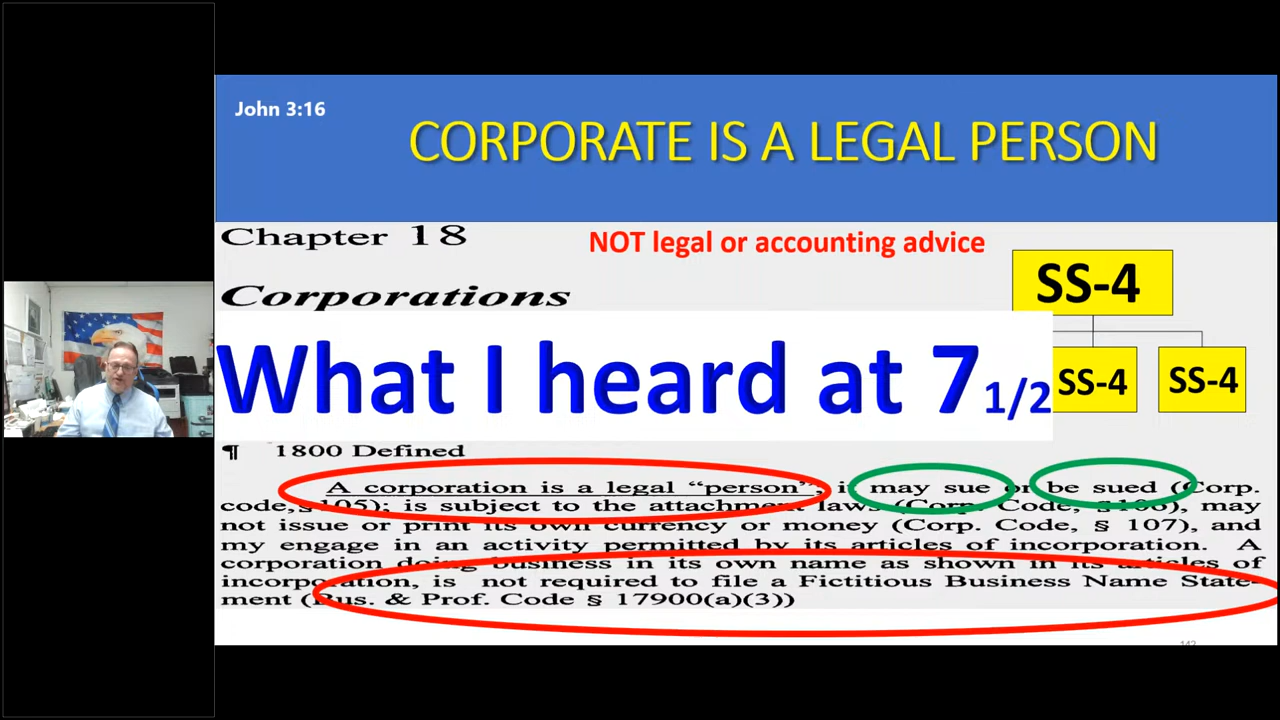 John 3:16
CORPORATE IS A LEGAL PERSON
Chapter 18
NOT legal or accounting advice
SS-4
Corporations
What I heard at 7 1/2
SS-4
SS-4
¶ 1800 Defined
A corporation is a legal “person”, i may sue or be sued (Corp.
code,§105); is subject to the attachment laws (Corp. Code, §106), may
not issue or print its own currency or money (Corp. Code, § 107), and
my engage in an activity permitted by its articles of incorporation. A
corporation doing business in its own name as shown in its articles of
incorporation, is not required to file a Fictitious Business Name State-
ment (Bus. & Prof. Code § 17900(a)(3))